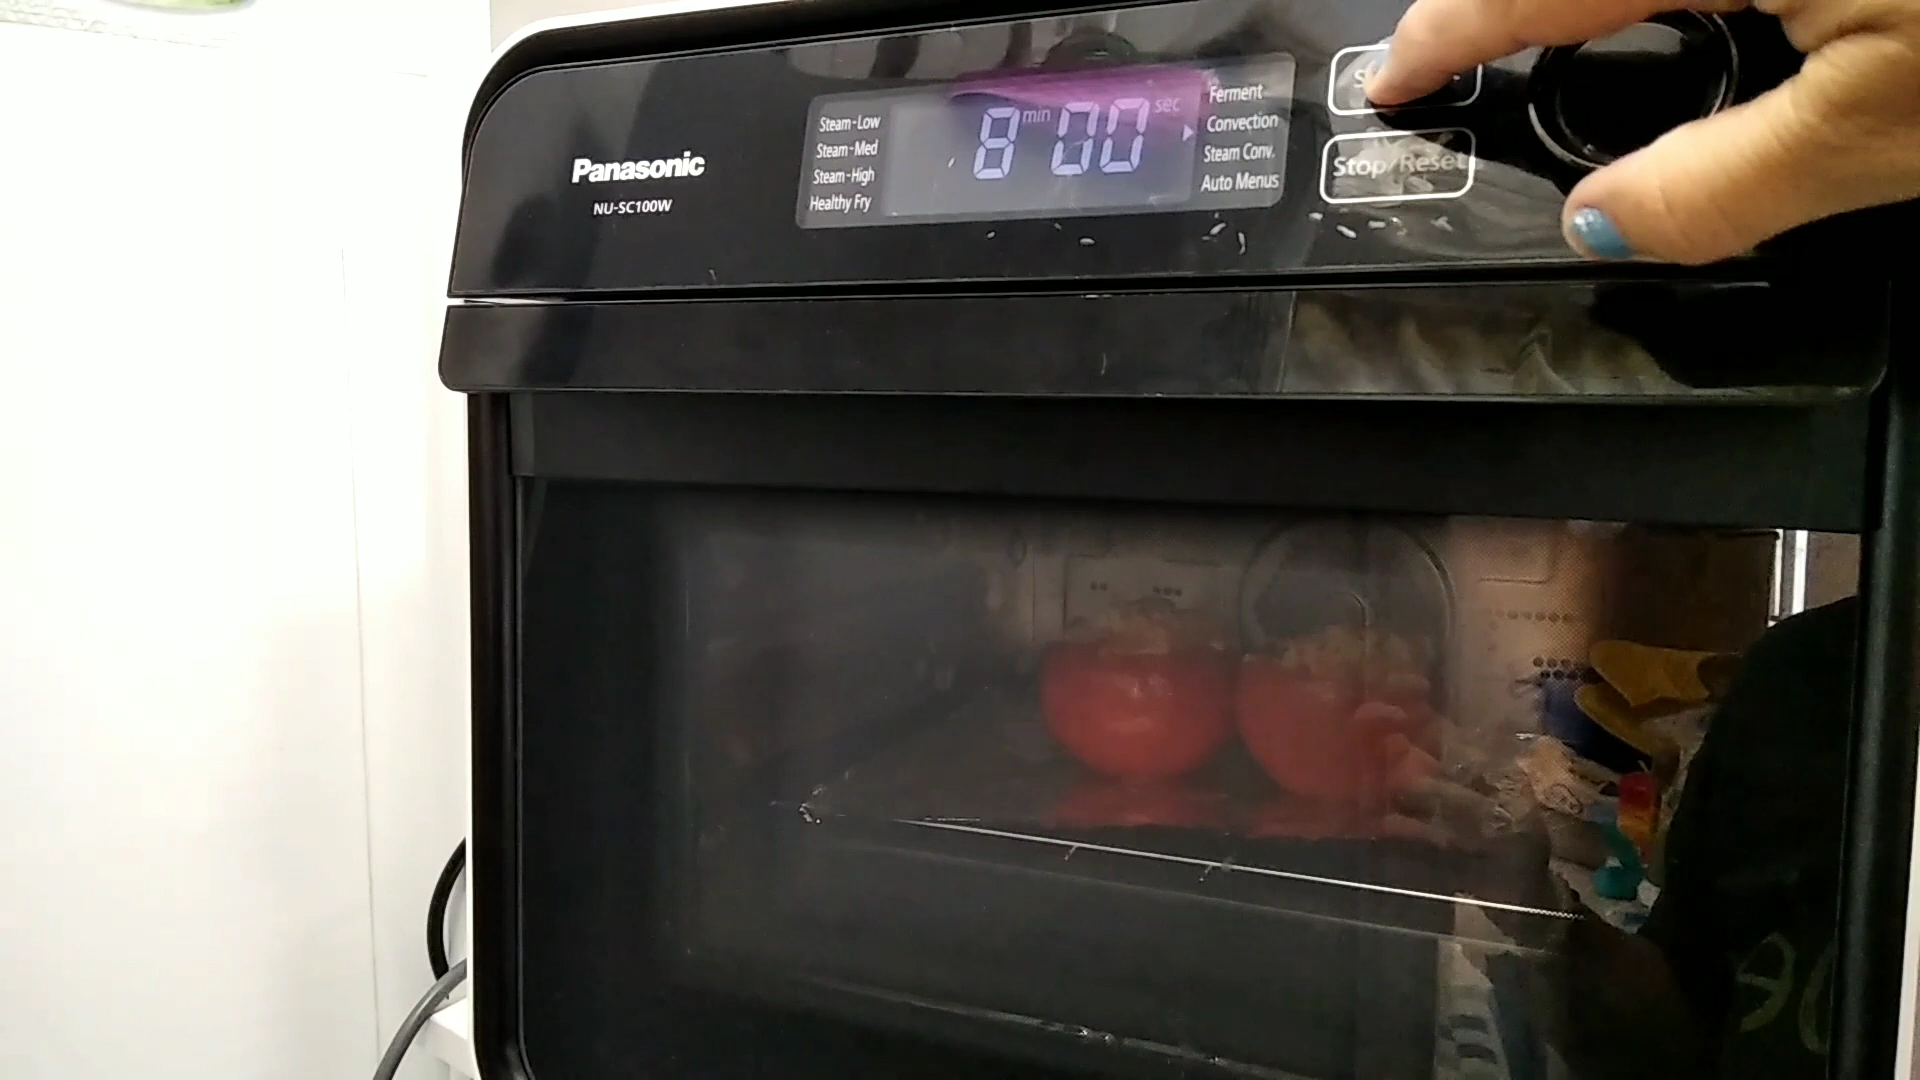 Panasonic
NU-SC100W
Steam-Low
Steam-Med
Steam-High
Healthy Fry
8 min 00 sec
Ferment
Convection
Steam Conv.
Auto Menus
Stop/Reset